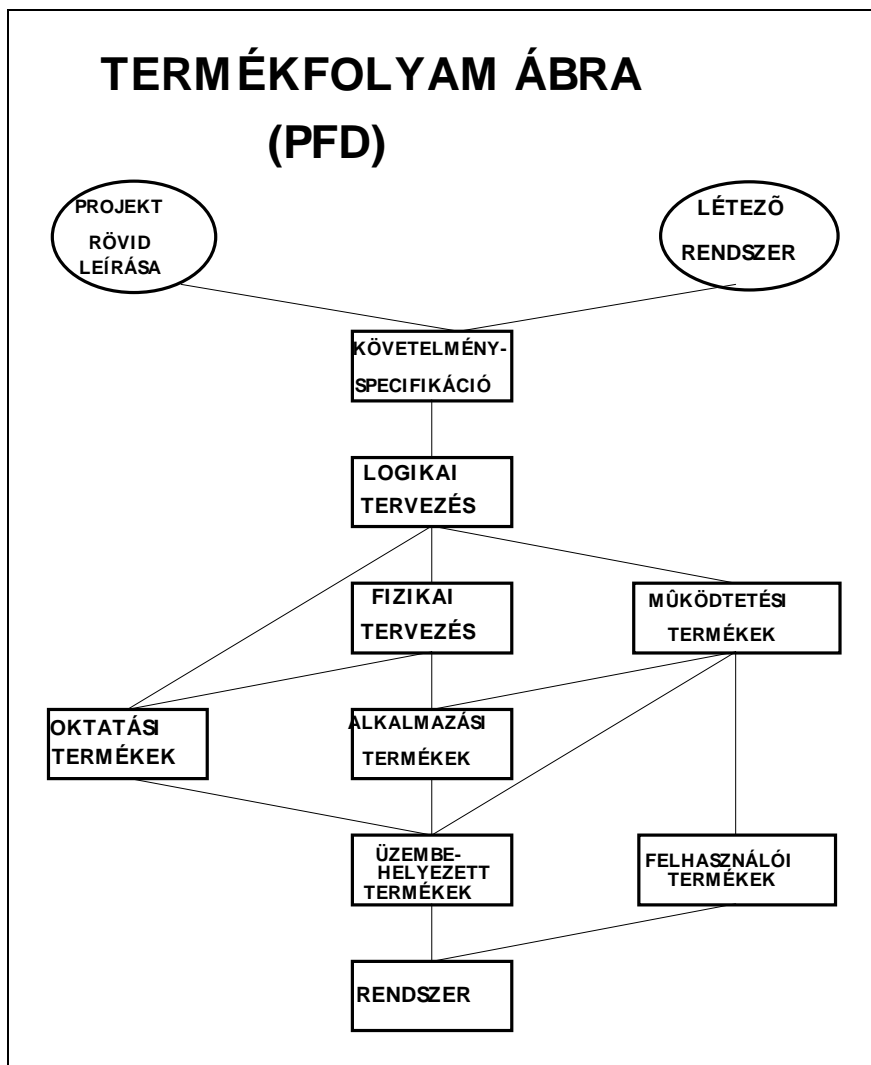 TERMÉKFOLYAM ÁBRA
(PFD)
PROJEKT
RÖVID
LEÍRÁSA
LÉTEZÕ
RENDSZER
KÖVETELMÉNY-
SPECIFIKÁCIÓ
LOGIKAI
TERVEZÉS
FIZIKAI
TERVEZÉS
MÛKÖDTETÉSI
TERMÉKEK
OKTATÁSI
TERMÉKEK
ALKALMAZÁSI
TERMÉKEK
ÜZEMBE-
HELYEZETT
TERMÉKEK
FELHASZNÁLÓI
TERMÉKEK
RENDSZER